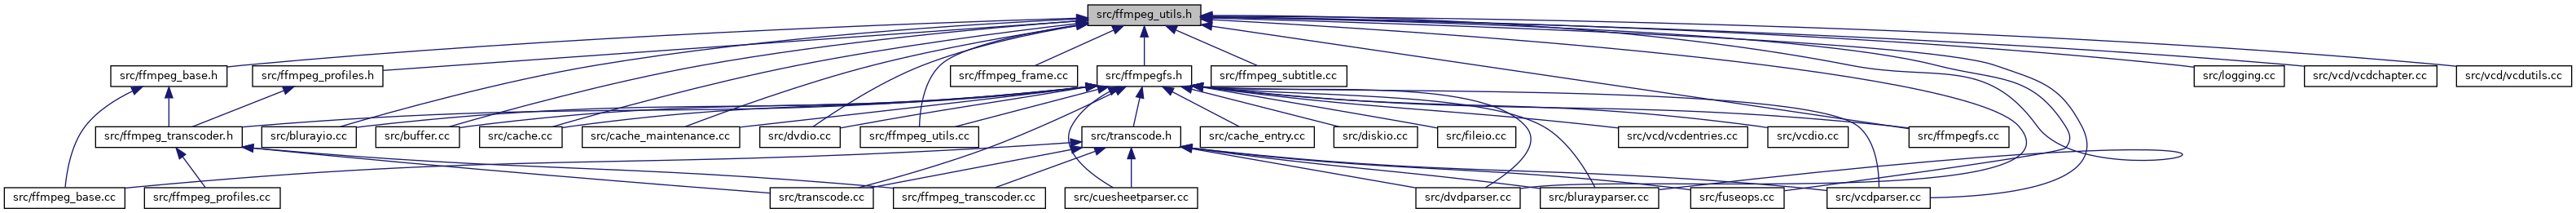 src/ffmpeg_utils.h
src/ffmpeg_base.h
src/ffmpeg_profiles.h
src/ffmpeg_frame.cc
src/ffmpegfs.h
src/ffmpeg_subtitle.cc
src/logging.cc
src/vcd/vcdchapter.cc
src/vcd/vcdutils.cc
src/ffmpeg_transcoder.h
src/blurayio.cc
src/buffer.cc
src/cache.cc
src/cache_maintenance.cc
src/dvdio.cc
src/ffmpeg_utils.cc
src/transcode.h
src/cache_entry.cc
src/diskio.cc
src/fileio.cc
src/vcd/vcdentries.cc
src/vcdio.cc
src/ffmpegfs.cc
src/ffmpeg_base.cc
src/ffmpeg_profiles.cc
src/transcode.cc
src/ffmpeg_transcoder.cc
src/cuesheetparser.cc
src/dvdparser.cc
src/blurayparser.cc
src/fuseops.cc
src/vcdparser.cc